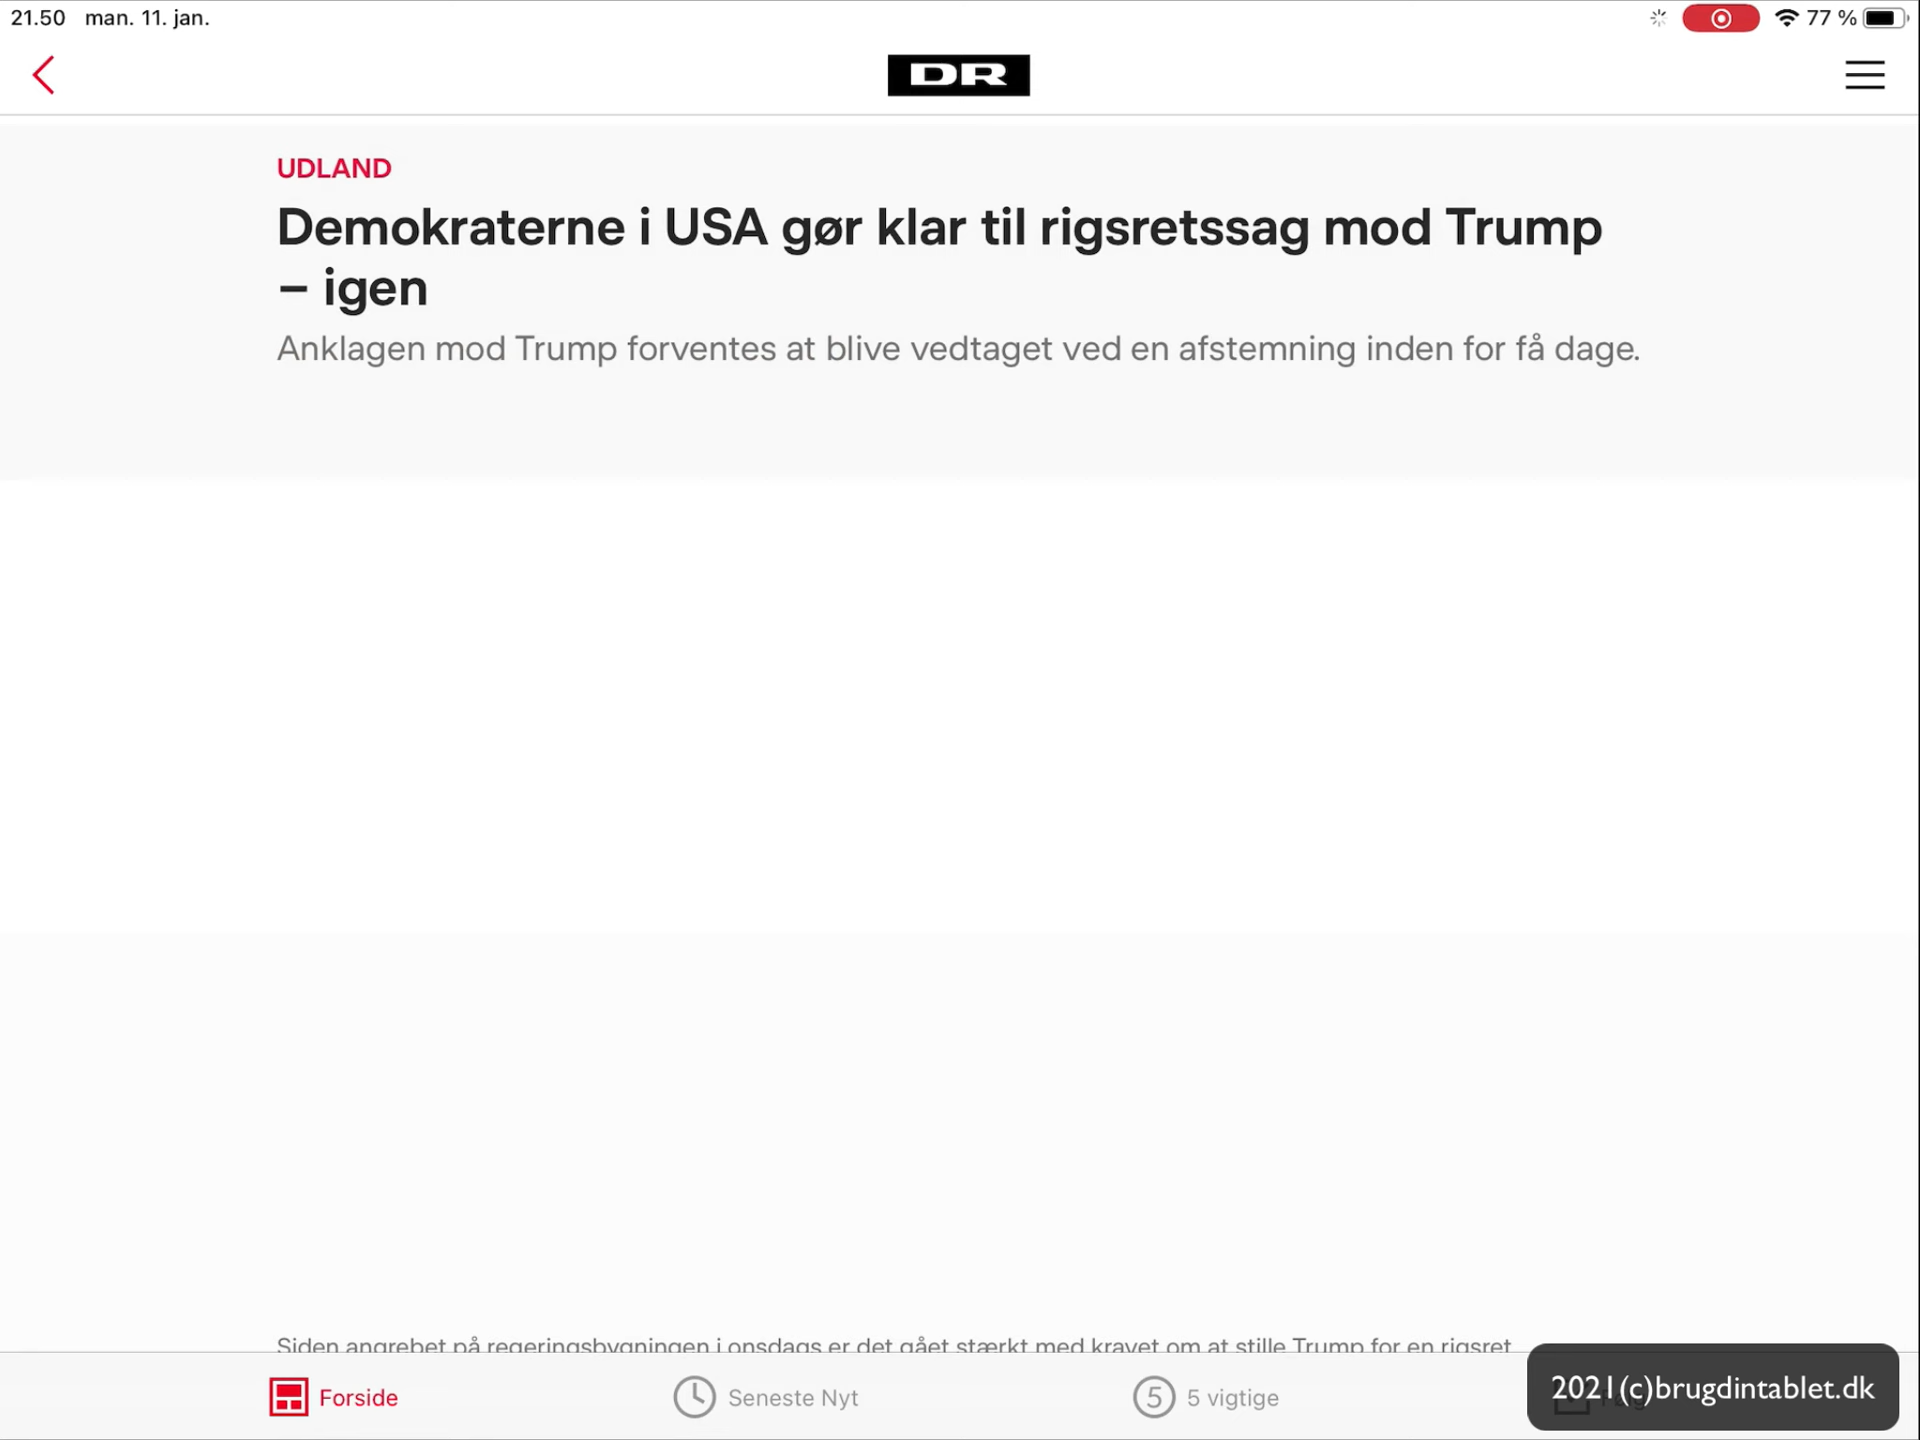 21.50 man. 11. jan.
77 %
DR
UDLAND
Demokraterne i USA gør klar til rigsretssag mod Trump
– igen
Anklagen mod Trump forventes at blive vedtaget ved en afstemning inden for få dage.
Siden angrebet på regeringsbygningen i onsdags er det gået stærkt med kravet om at stille Trump for en rigsret
Forside
Seneste Nyt
5 5 vigtige
2021(c)brugdintablet.dk